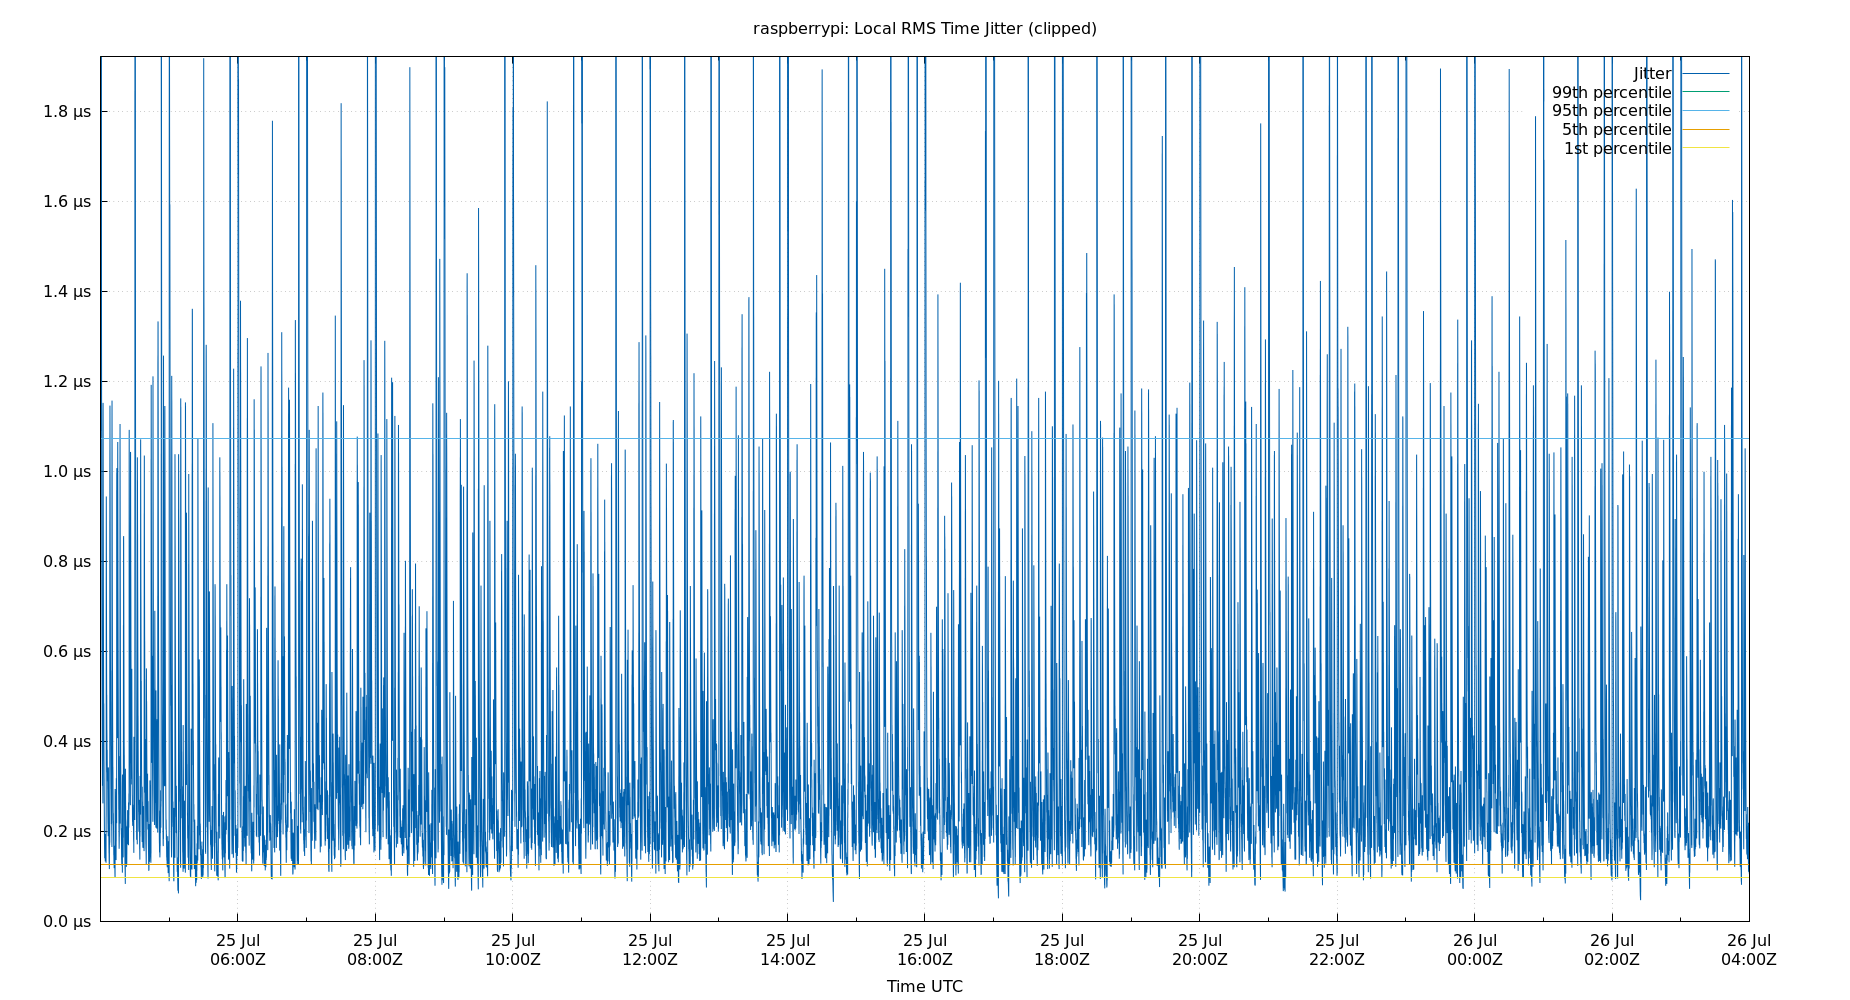 raspberrypi: Local RMS Time Jitter (clipped)
Jitter
99th percentile
95th percentile
5th percentile
1st percentile
1.8 µs
1.6 µs
1.4 µs
1.2 µs
1.0 µs
0.8 µs
0.6 µs
0.4 µs
0.2 µs
0.0 µs
25 Jul 25 Jul 25 Jul 25 Jul 25 Jul 25 Jul 25 Jul 25 Jul 25 Jul 26 Jul 26 Jul 26 Jul
06:00Z 08:00Z 10:00Z 12:00Z 14:00Z 16:00Z 18:00Z 20:00Z 22:00Z 00:00Z 02:00Z 04:00Z
Time UTC